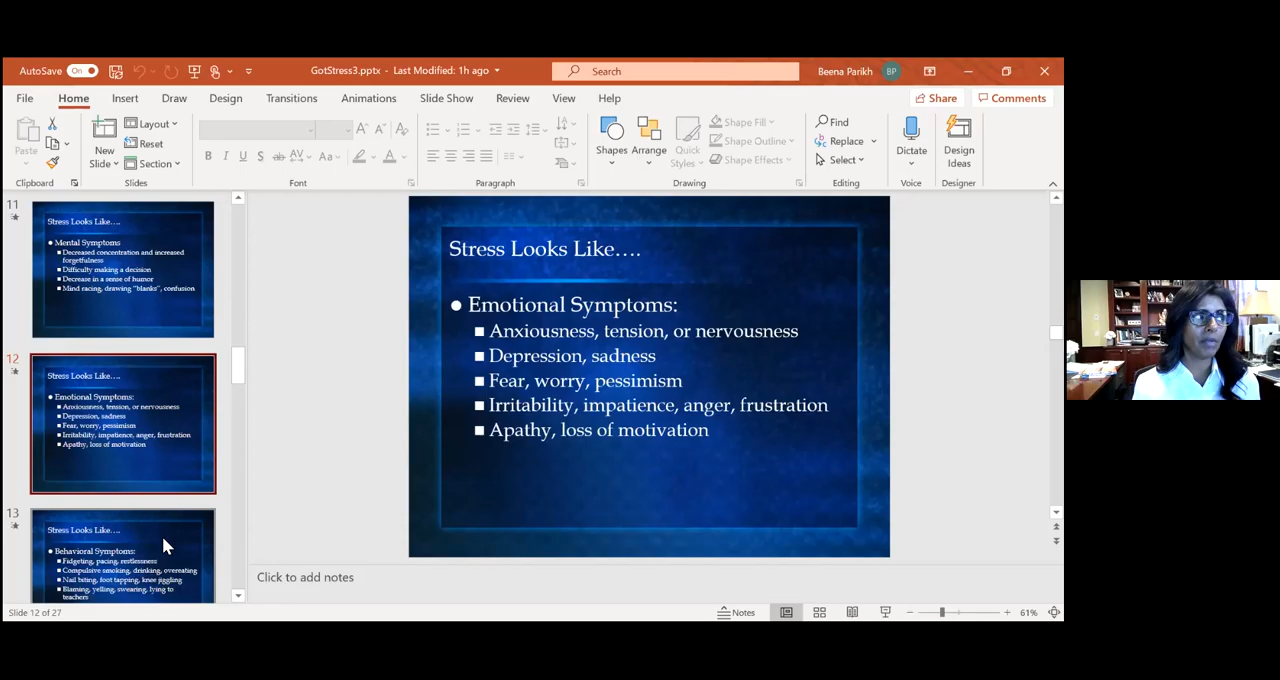 AutoSave On GotStress3.pptx - Last Modified: 1h ago Search Beena Parikh BP
File Home Insert Draw Design Transitions Animations Slide Show Review View Help Share Comments
Paste
Clipboard
New Slide
Layout
Reset
Section
Slides
B I U S ab AV Aa A
Font
Paragraph
Shapes Arrange Quick Styles
Shape Fill
Shape Outline
Shape Effects
Drawing
Find
Replace
Select
Editing
Dictate
Voice
Design Ideas
Designer
11
Stress Looks Like….
Mental Symptoms
Decreased concentration and increased
forgetfulness
Difficulty making a decision
Decrease in a sense of humor
Mind racing, drawing "blanks", confusion
12
Stress Looks Like….
Emotional Symptoms:
Anxiousness, tension, or nervousness
Depression, sadness
Fear, worry, pessimism
Irritability, impatience, anger, frustration
Apathy, loss of motivation
13
Stress Looks Like….
Behavioral Symptoms:
Fidgeting, pacing, restlessness
Compulsive smoking, drinking, overeating
Nail biting, foot tapping, knee jiggling
Blaming, yelling, swearing, lying to
teachers
Stress Looks Like….
Emotional Symptoms:
Anxiousness, tension, or nervousness
Depression, sadness
Fear, worry, pessimism
Irritability, impatience, anger, frustration
Apathy, loss of motivation
Click to add notes
Slide 12 of 27 Notes 61%